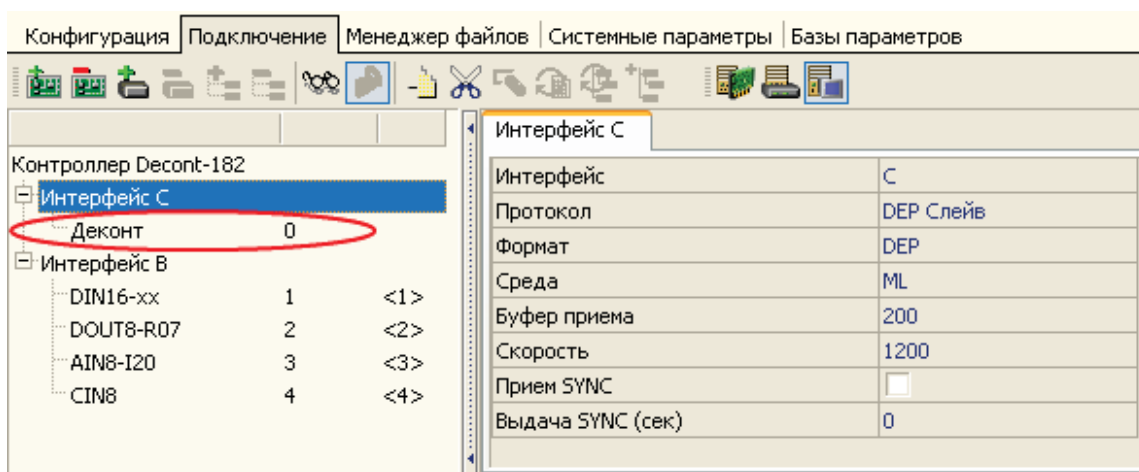 Конфигурация Подключение Менеджер файлов Системные параметры Базы параметров
Интерфейс C
Контроллер Decont-182
Интерфейс C
Деконт 0
Интерфейс B
DIN16-xx 1 <1>
DOUT8-R07 2 <2>
AIN8-I20 3 <3>
CIN8 4 <4>
Интерфейс C
Протокол DEP Слейв
Формат DEP
Среда ML
Буфер приема 200
Скорость 1200
Прием SYNC
Выдача SYNC (сек) 0